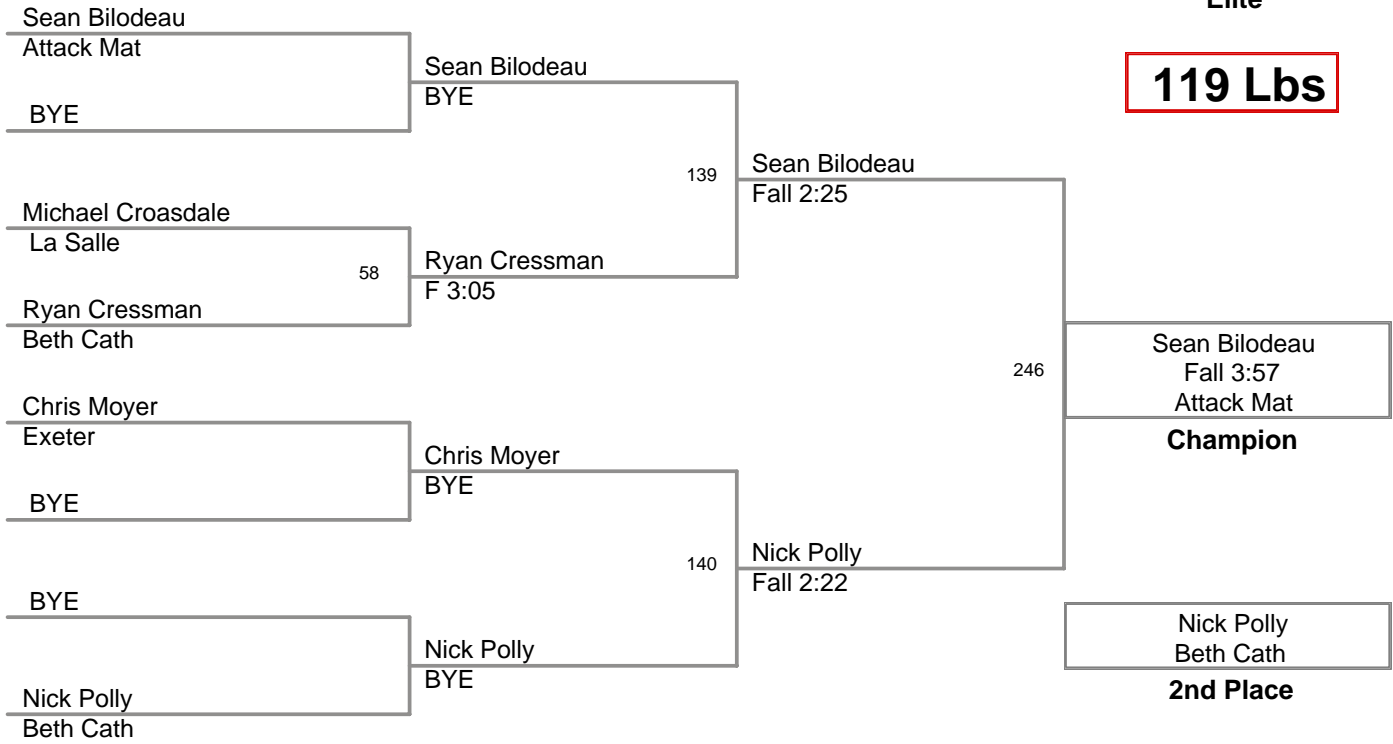 Elite
119 Lbs
Sean Bilodeau
Attack Mat
BYE
Michael Croasdale
La Salle
58
Ryan Cressman
Beth Cath
Chris Moyer
Exeter
BYE
BYE
Nick Polly
Beth Cath
Sean Bilodeau
BYE
139
Ryan Cressman
F 3:05
Chris Moyer
BYE
140
Nick Polly
BYE
Sean Bilodeau
Fall 2:25
246
Nick Polly
Fall 2:22
Sean Bilodeau
Fall 3:57
Attack Mat
Champion
Nick Polly
Beth Cath
2nd Place